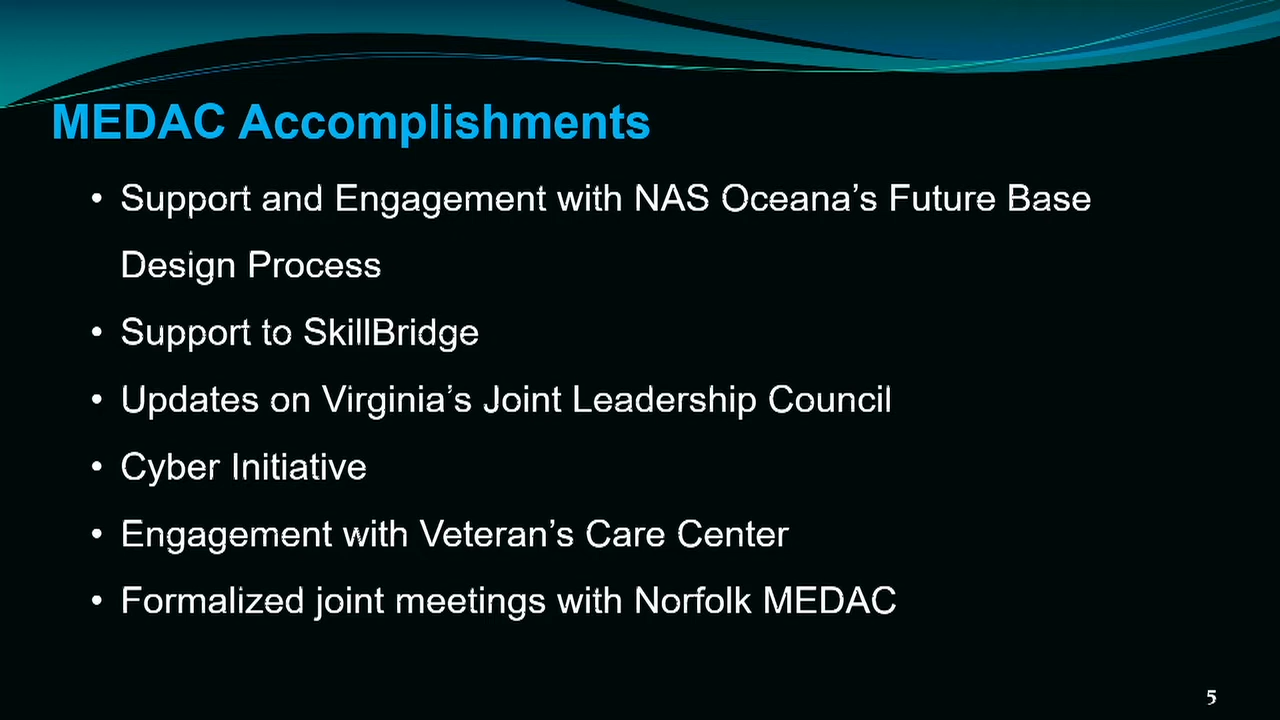 MEDAC Accomplishments
• Support and Engagement with NAS Oceana’s Future Base
Design Process
• Support to SkillBridge
• Updates on Virginia’s Joint Leadership Council
• Cyber Initiative
• Engagement with Veteran’s Care Center
• Formalized joint meetings with Norfolk MEDAC
5